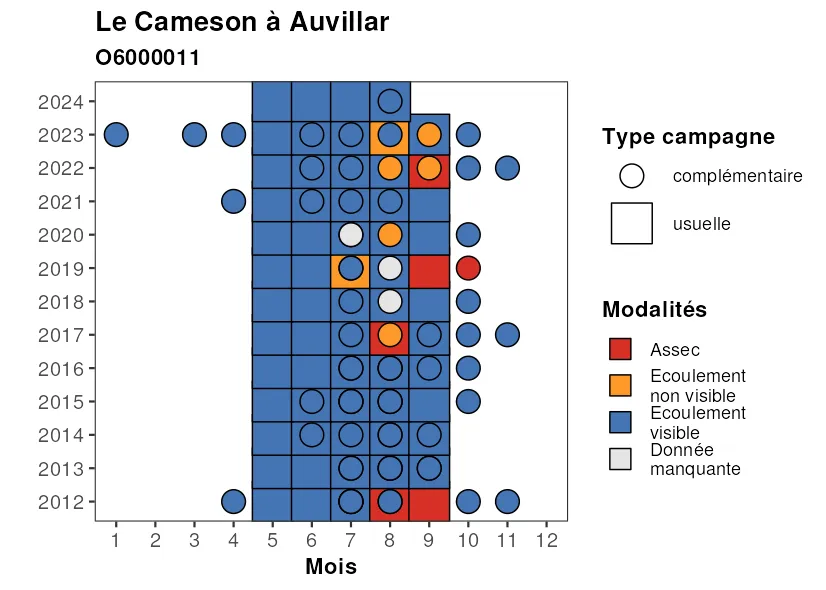 Le Cameson à Auvillar
O6000011
2024
2023
2022
2021
2020
2019
2018
2017
2016
2015
2014
2013
2012
1 2 3 4 5 6 7 8 9 10 11 12
Mois
Type campagne
complémentaire
usuelle
Modalités
Assec
Ecoulement
non visible
Ecoulement
visible
Donnée
manquante